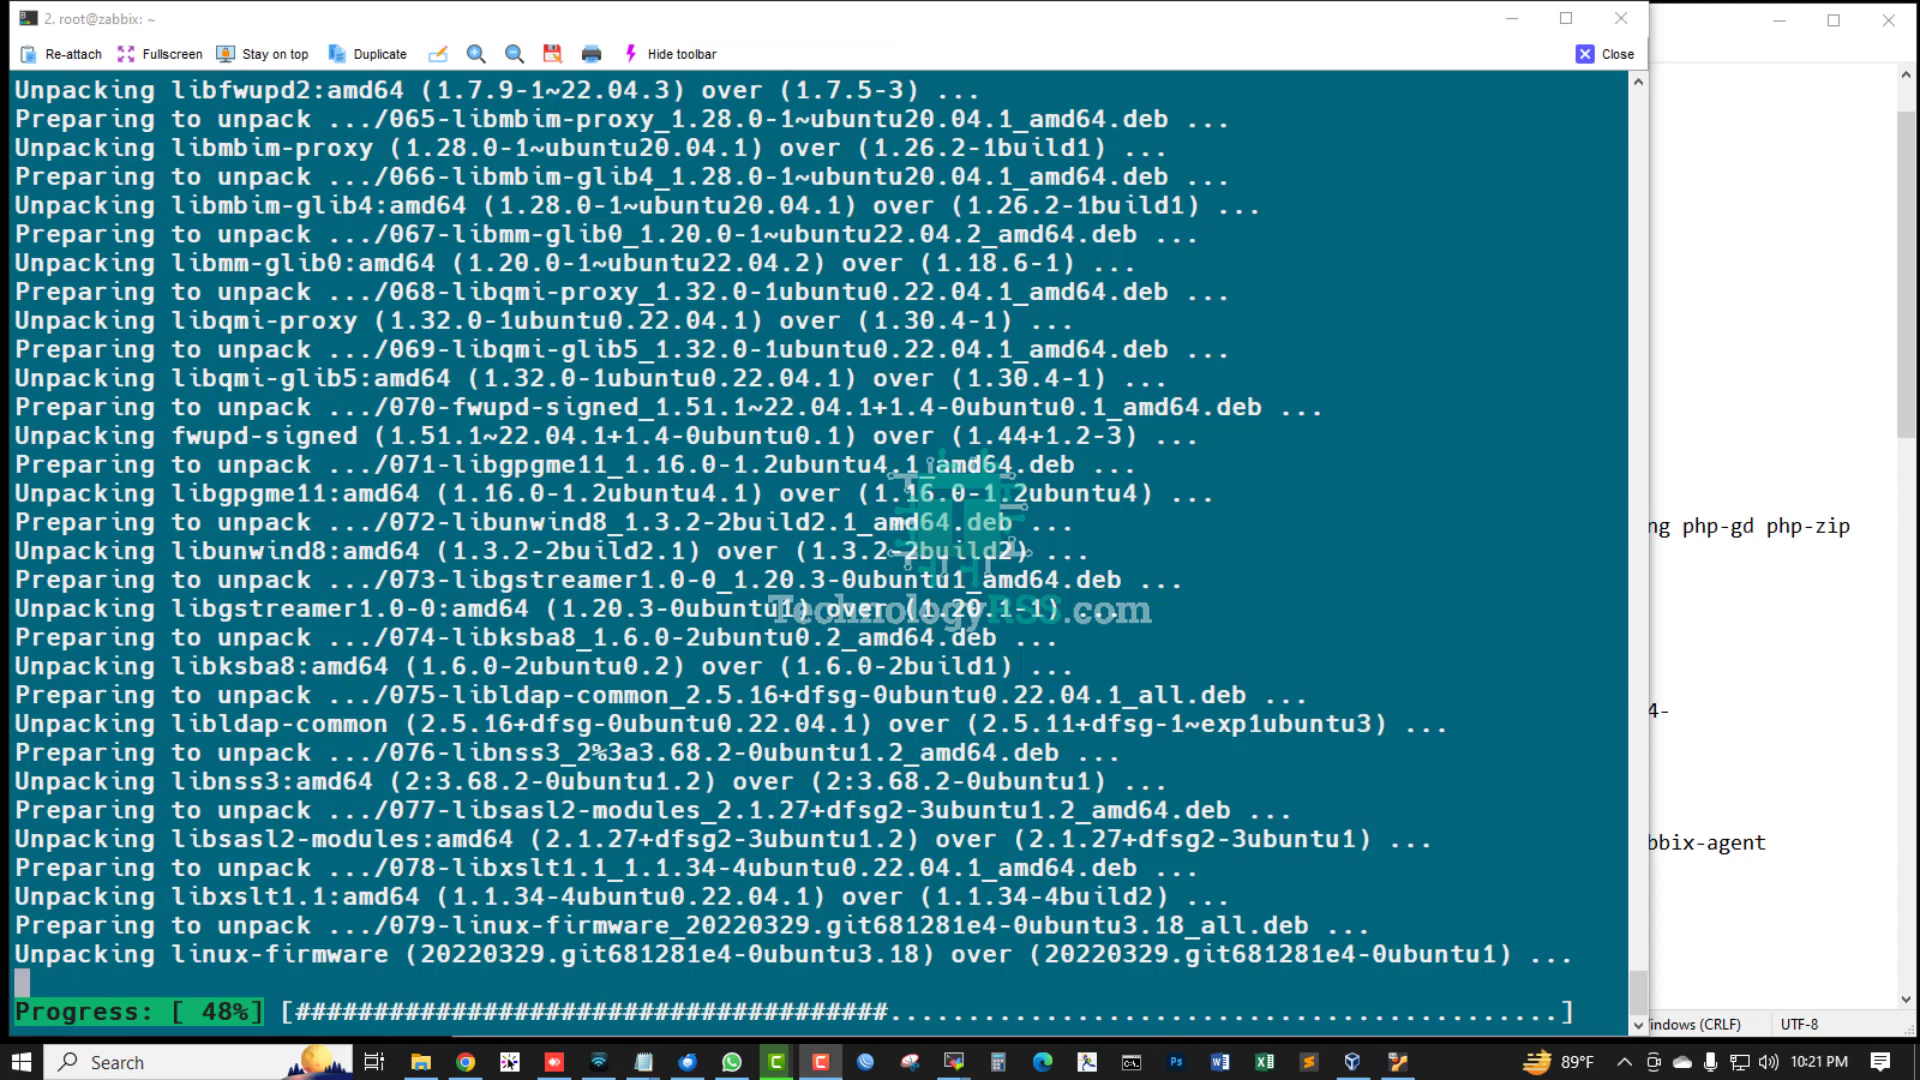 2. root@zabbix: ~
Re-attach Fullscreen Stay on top Duplicate Hide toolbar Close
Unpacking libfwupd2:amd64 (1.7.9-1~22.04.3) over (1.7.5-3) ...
Preparing to unpack .../065-libmbim-proxy_1.28.0-1~ubuntu20.04.1_amd64.deb ...
Unpacking libmbim-proxy (1.28.0-1~ubuntu20.04.1) over (1.26.2-1build1) ...
Preparing to unpack .../066-libmbim-glib4_1.28.0-1~ubuntu20.04.1_amd64.deb ...
Unpacking libmbim-glib4:amd64 (1.28.0-1~ubuntu20.04.1) over (1.26.2-1build1) ...
Preparing to unpack .../067-libmm-glib0_1.20.0-1~ubuntu22.04.2_amd64.deb ...
Unpacking libmm-glib0:amd64 (1.20.0-1~ubuntu22.04.2) over (1.18.6-1) ...
Preparing to unpack .../068-libqmi-proxy_1.32.0-1ubuntu0.22.04.1_amd64.deb ...
Unpacking libqmi-proxy (1.32.0-1ubuntu0.22.04.1) over (1.30.4-1) ...
Preparing to unpack .../069-libqmi-glib5_1.32.0-1ubuntu0.22.04.1_amd64.deb ...
Unpacking libqmi-glib5:amd64 (1.32.0-1ubuntu0.22.04.1) over (1.30.4-1) ...
Preparing to unpack .../070-fwupd-signed_1.51.1~22.04.1+1.4-0ubuntu0.1_amd64.deb ...
Unpacking fwupd-signed (1.51.1~22.04.1+1.4-0ubuntu0.1) over (1.44+1.2-3) ...
Preparing to unpack .../071-libgpgme11_1.16.0-1.2ubuntu4.1_amd64.deb ...
Unpacking libgpgme11:amd64 (1.16.0-1.2ubuntu4.1) over (1.16.0-1.2ubuntu4) ...
Preparing to unpack .../072-libunwind8_1.3.2-2build2.1_amd64.deb ...
ng php-gd php-zip
Unpacking libunwind8:amd64 (1.3.2-2build2.1) over (1.3.2-2build2) ...
Preparing to unpack .../073-libgstreamer1.0-0_1.20.3-0ubuntu1_amd64.deb ...
Unpacking libgstreamer1.0-0:amd64 (1.20.3-0ubuntu1) over (1.20.1-1) ...
TechnologyRSS.com
Preparing to unpack .../074-libksba8_1.6.0-2ubuntu0.2_amd64.deb ...
Unpacking libksba8:amd64 (1.6.0-2ubuntu0.2) over (1.6.0-2build1) ...
Preparing to unpack .../075-libldap-common_2.5.16+dfsg-0ubuntu0.22.04.1_all.deb ...
4-
Unpacking libldap-common (2.5.16+dfsg-0ubuntu0.22.04.1) over (2.5.11+dfsg-1~exp1ubuntu3) ...
Preparing to unpack .../076-libnss3_2%3a3.68.2-0ubuntu1.2_amd64.deb ...
Unpacking libnss3:amd64 (2:3.68.2-0ubuntu1.2) over (2:3.68.2-0ubuntu1) ...
Preparing to unpack .../077-libsasl2-modules_2.1.27+dfsg2-3ubuntu1.2_amd64.deb ...
Unpacking libsasl2-modules:amd64 (2.1.27+dfsg2-3ubuntu1.2) over (2.1.27+dfsg2-3ubuntu1) ...
bbix-agent
Preparing to unpack .../078-libxslt1.1_1.1.34-4ubuntu0.22.04.1_amd64.deb ...
Unpacking libxslt1.1:amd64 (1.1.34-4ubuntu0.22.04.1) over (1.1.34-4build2) ...
Preparing to unpack .../079-linux-firmware_20220329.git681281e4-0ubuntu3.18_all.deb ...
Unpacking linux-firmware (20220329.git681281e4-0ubuntu3.18) over (20220329.git681281e4-0ubuntu1) ...
Progress: [ 48%] [######################################...........................................]
indows (CRLF) UTF-8
Search 89°F 10:21 PM